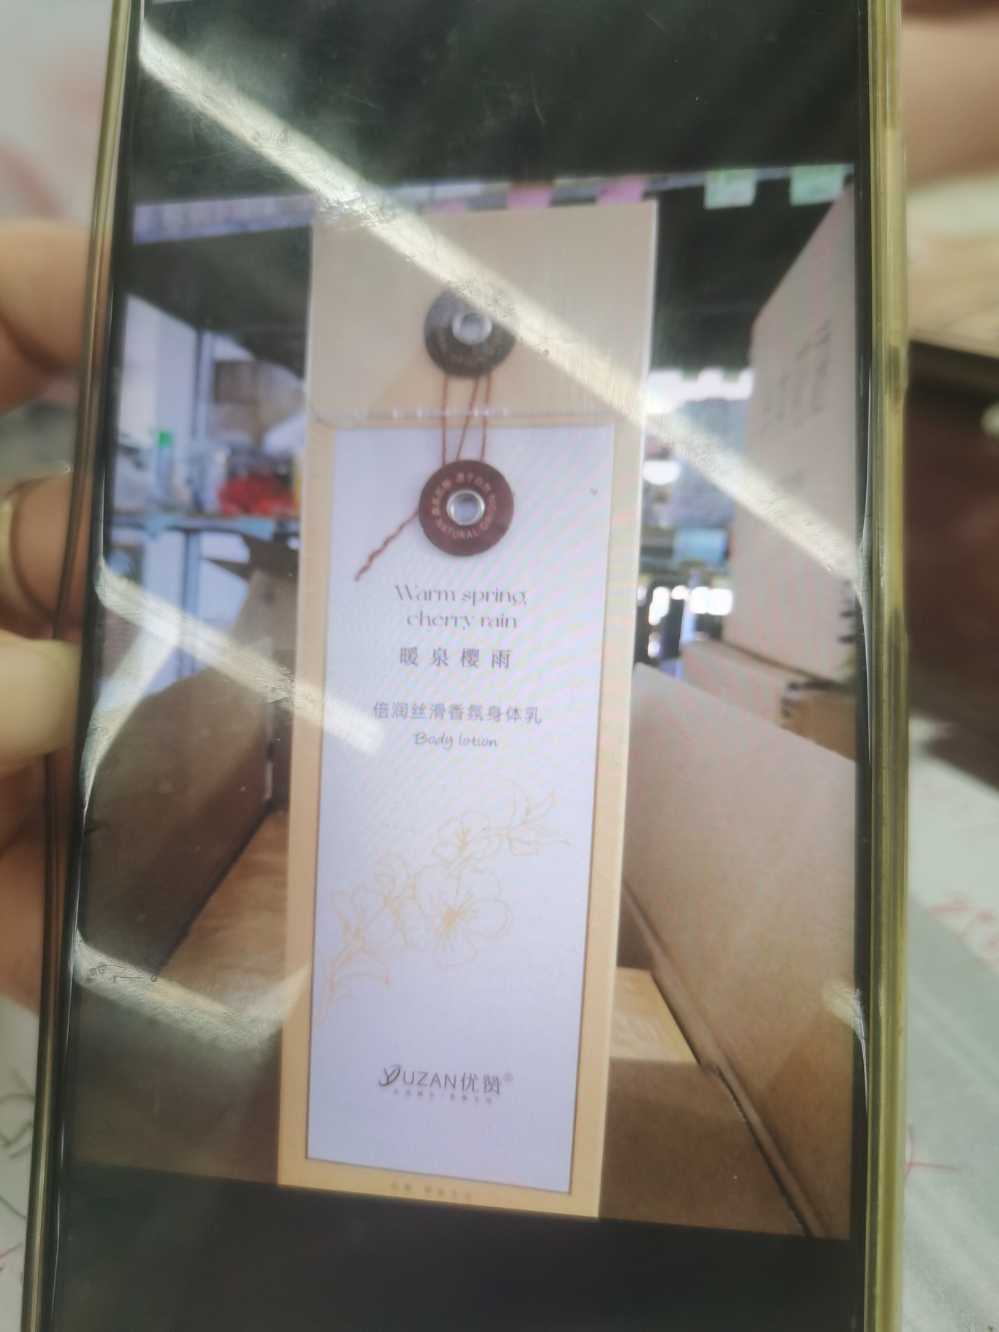 NATURAL
Warm spring
cherry rain
暖泉樱雨
倍润丝滑香氛身体乳
Body lotion
YUZAN优赞®